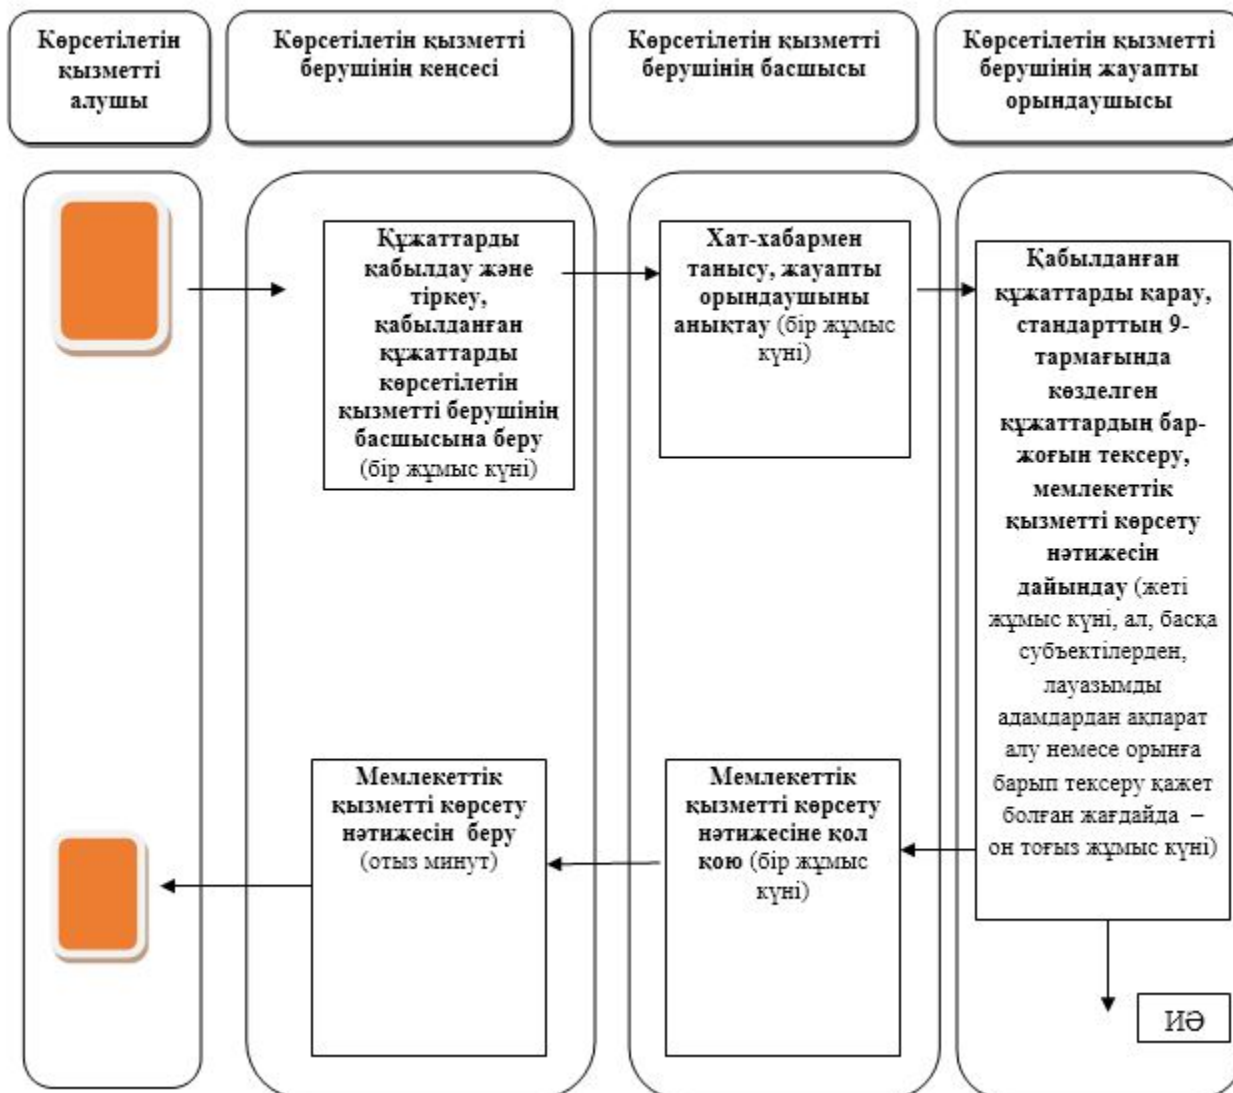 Көрсетілетін
қызметті
алушы
Көрсетілетін қызметті
берушінің кеңсесі
Көрсетілетін қызметті
берушінің басшысы
Көрсетілетін қызметті
берушінің жауапты
орындаушысы
Құжаттарды
қабылдау және
тіркеу,
қабылданған
құжаттарды
көрсетілетін
қызметті берушінің
басшысына беру
(бір жұмыс күні)
Хат-хабармен
танысу, жауапты
орындаушыны
анықтау (бір жұмыс
күні)
Қабылданған
құжаттарды қарау,
стандарттың 9-
тармағында
көзделген
құжаттардың бар-
жоғын тексеру,
мемлекеттік
қызметті көрсету
нәтижесін
дайындау (жеті
жұмыс күні, ал, басқа
субъектілерден,
лауазымды
адамдардан ақпарат
алу немесе орынға
барып тексеру қажет
болған жағдайда –
он тоғыз жұмыс күні)
Мемлекеттік
қызметті көрсету
нәтижесін беру
(отыз минут)
Мемлекеттік
қызметті көрсету
нәтижесіне қол
қою (бір жұмыс
күні)
ИӘ